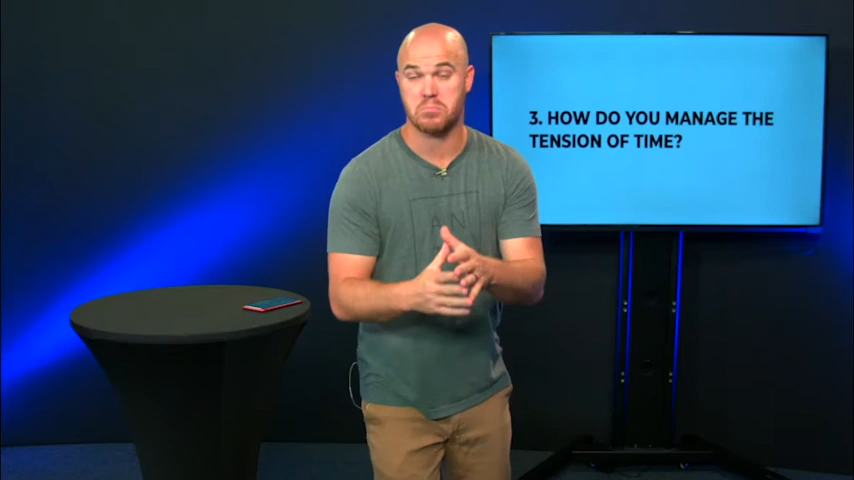 3. HOW DO YOU MANAGE THE
TENSION OF TIME?